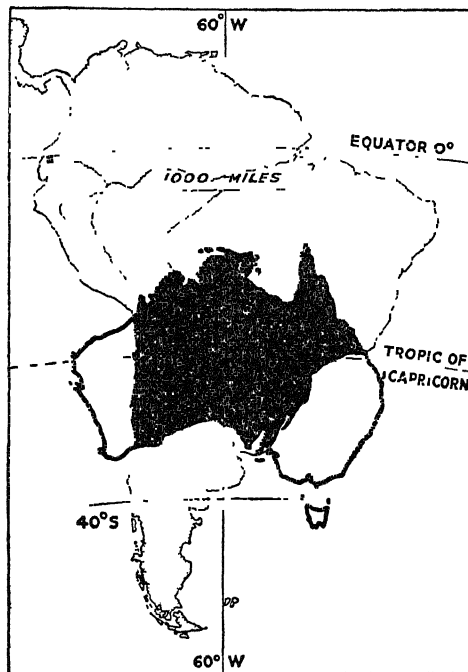 60° W
EQUATOR 0°
1000 MILES
TROPIC OF
CAPRICORN
40°S
60° W